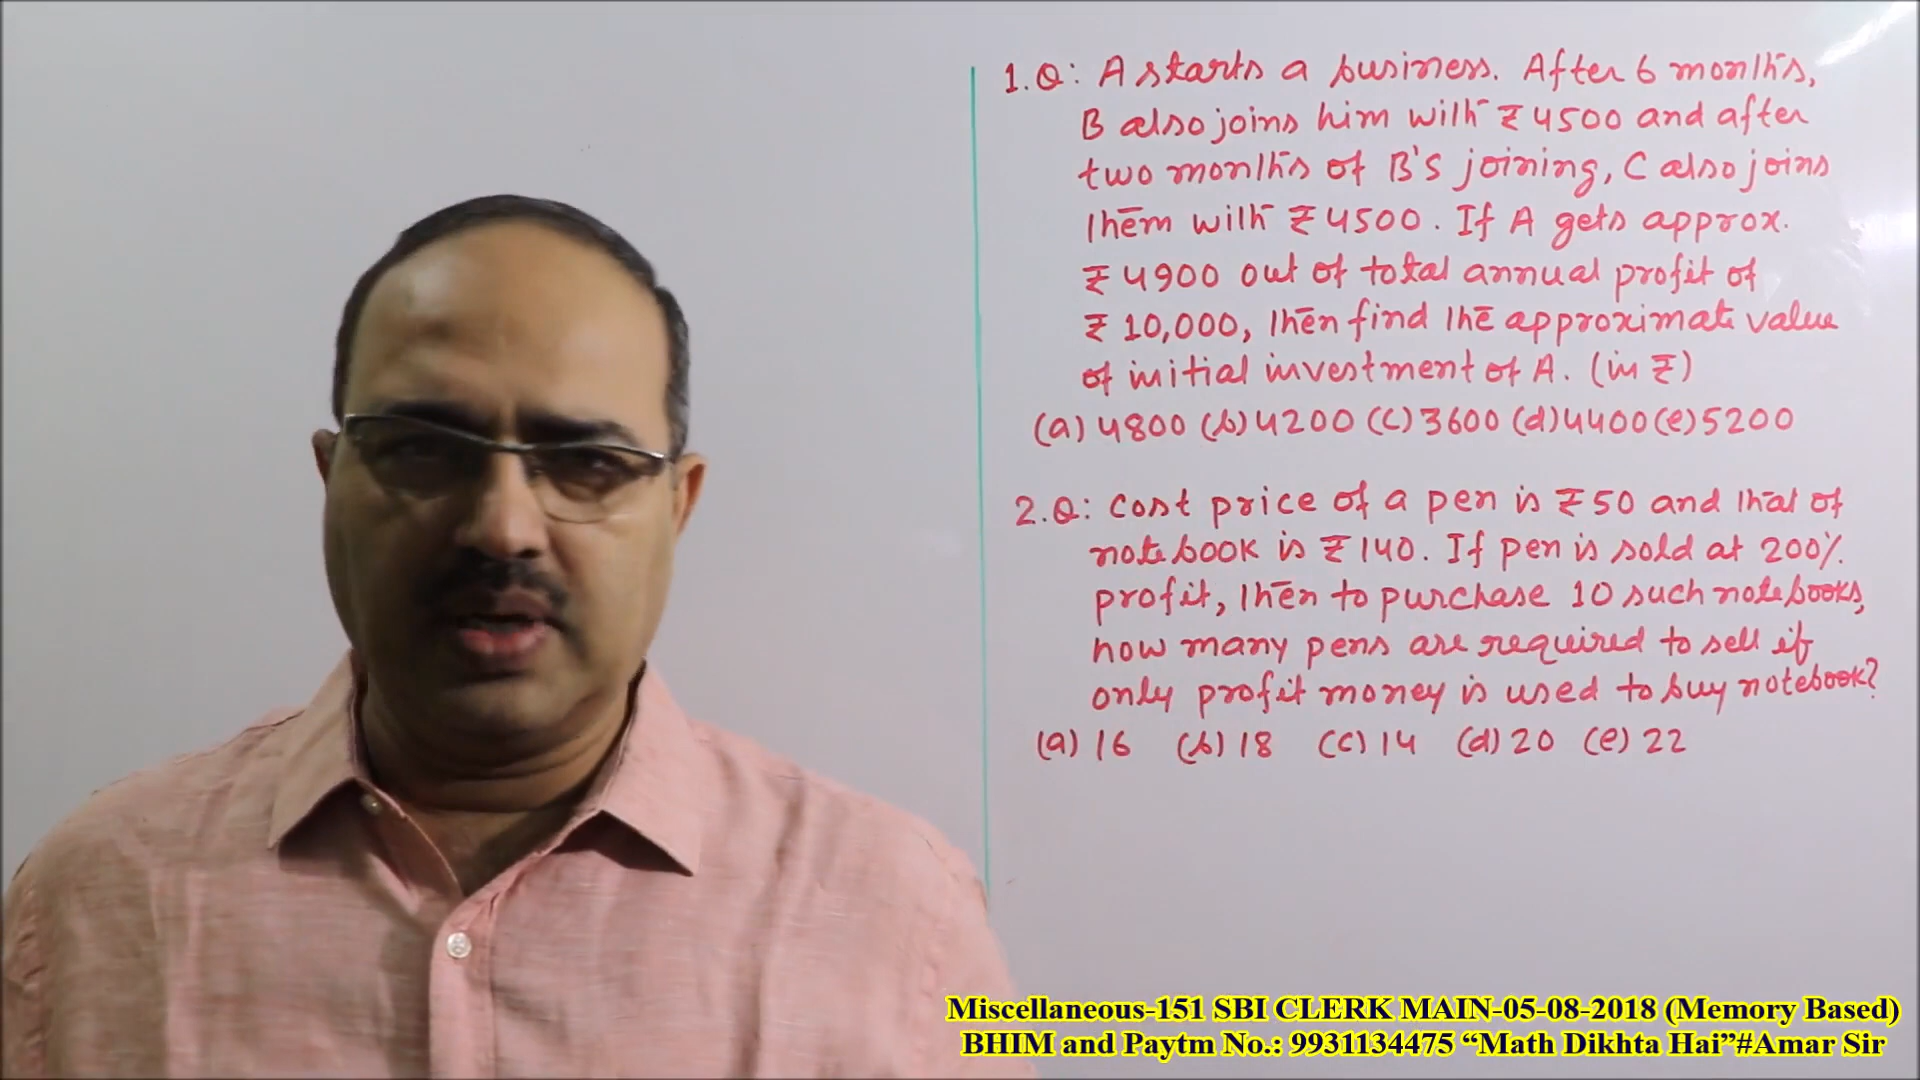 1.Q: A starts a business. After 6 months,
B also joins him with ₹ 4500 and after
two months of B's joining, C also joins
them with ₹ 4500. If A gets approx.
₹ 4900 out of total annual profit of
₹ 10,000, then find the approximate value
of initial investment of A. (in ₹)
(a) 4800 (b) 4200 (c) 3600 (d) 4400 (e) 5200
2.Q: Cost price of a pen is ₹ 50 and that of
notebook is ₹ 140. If pen is sold at 200%
profit, then to purchase 10 such notebooks,
how many pens are required to sell if
only profit money is used to buy notebook?
(a) 16 (b) 18 (c) 14 (d) 20 (e) 22
Miscellaneous-151 SBI CLERK MAIN-05-08-2018 (Memory Based)
BHIM and Paytm No.: 9931134475 “Math Dikhta Hai”#Amar Sir